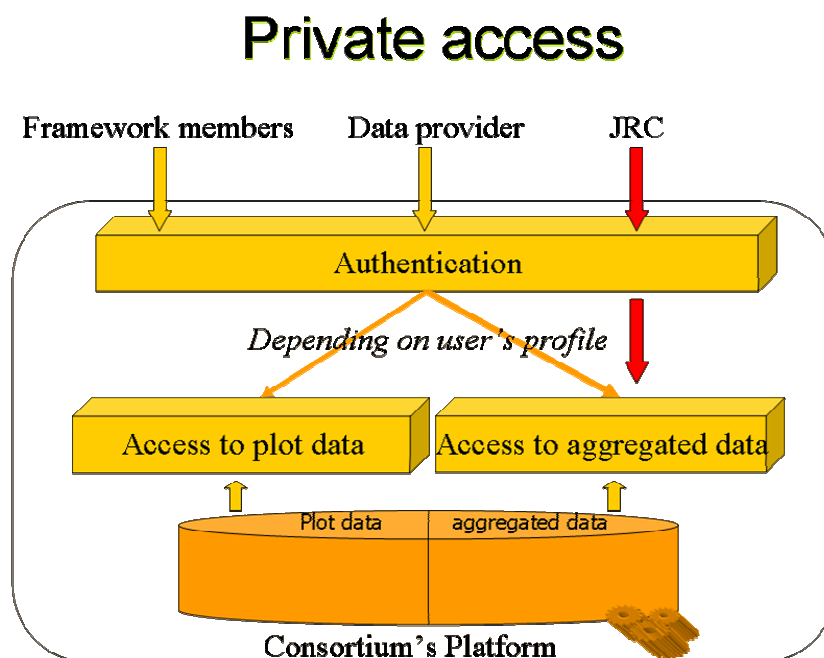 Private access
Framework members
Data provider
JRC
Authentication
Depending on user's profile
Access to plot data
Access to aggregated data
Plot data
aggregated data
Consortium's Platform